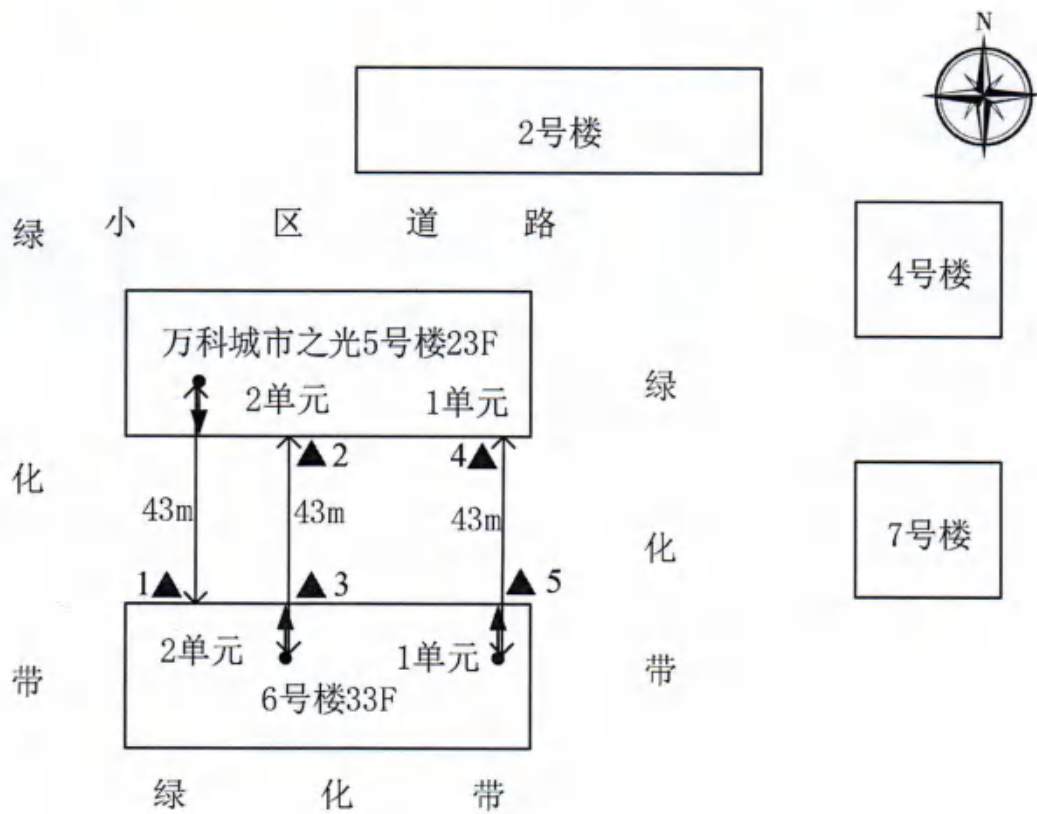 N
2号楼
绿 小 区 道 路
4号楼
万科城市之光5号楼23F
2单元 1单元
绿
▲2 4▲
化
43m 43m 43m
7号楼
化
1▲ ▲3 ▲5
2单元 1单元
带
带
6号楼33F
绿 化 带